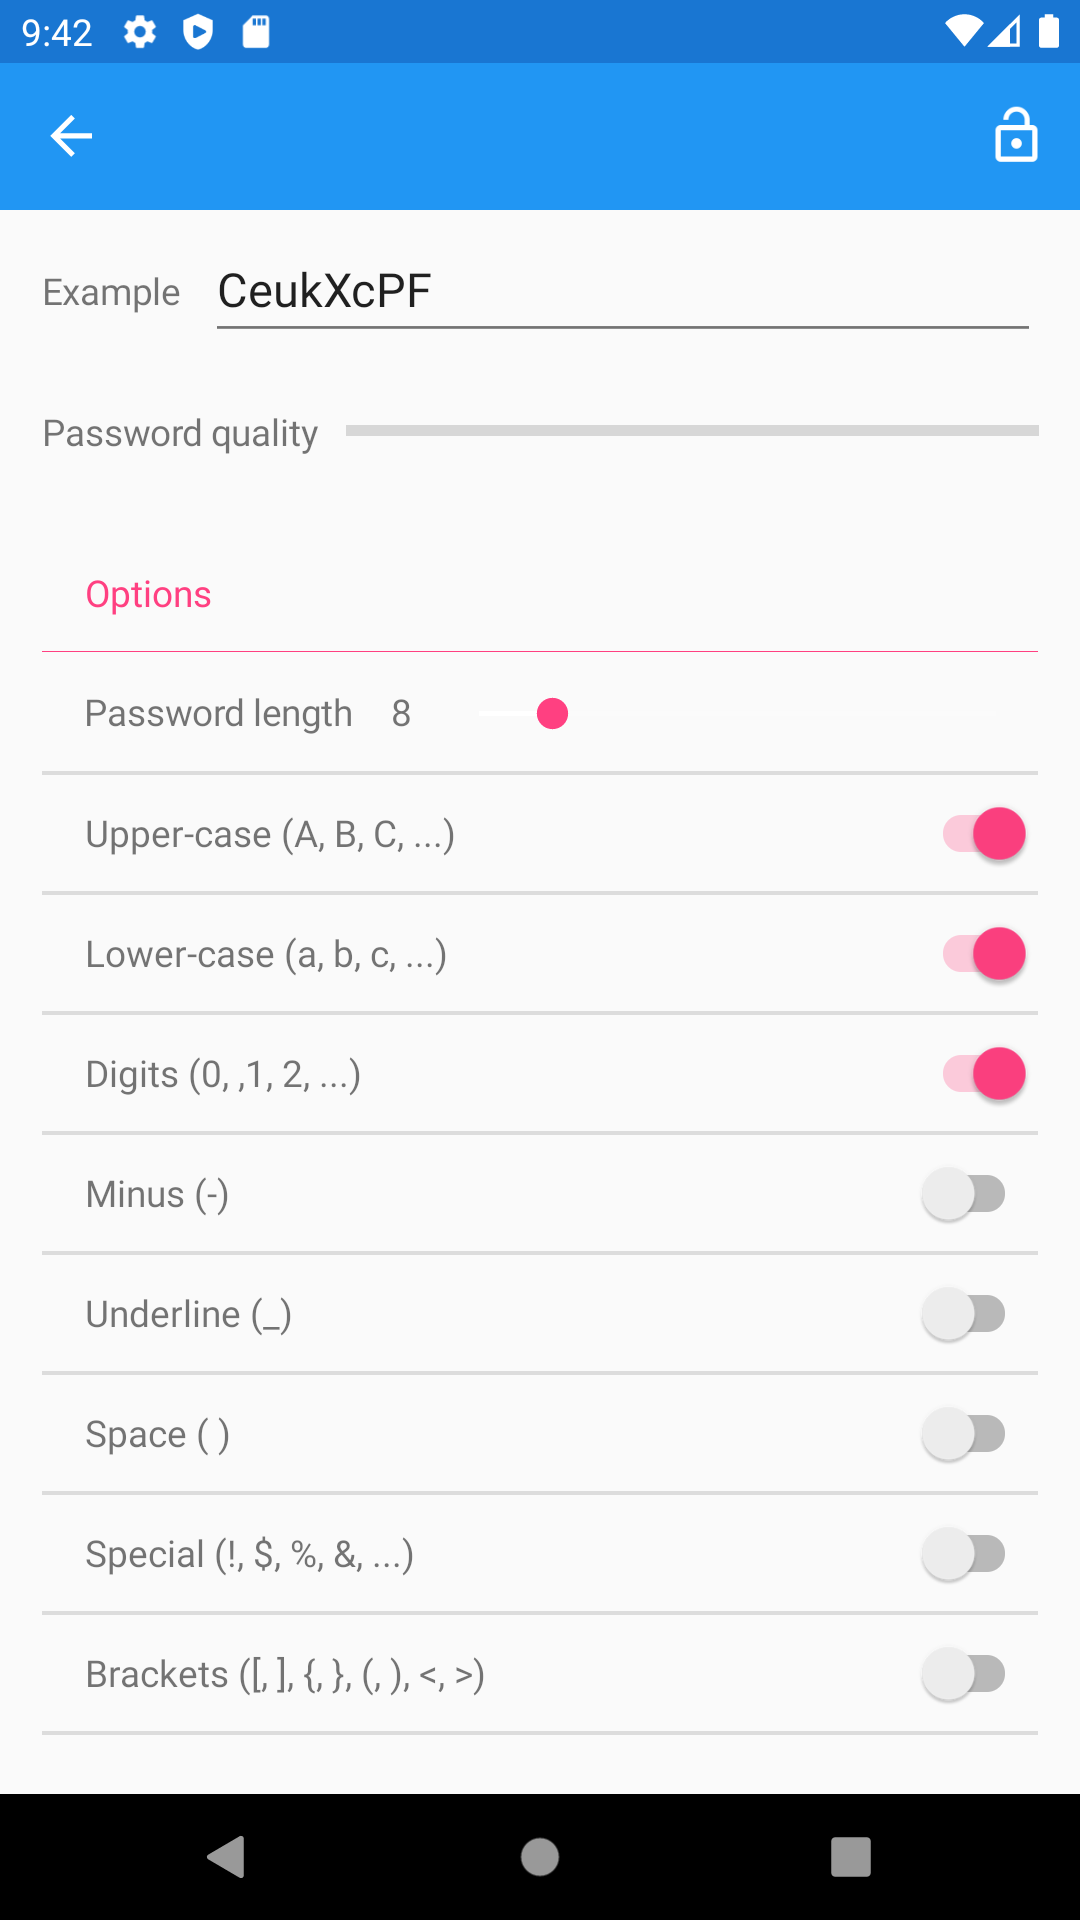 9:42
Example CeukXcPF
Password quality
Options
Password length 8
Upper-case (A, B, C, ...)
Lower-case (a, b, c, ...)
Digits (0, ,1, 2, ...)
Minus (-)
Underline (_)
Space ( )
Special (!, $, %, &, ...)
Brackets ([, ], {, }, (, ), <, >)